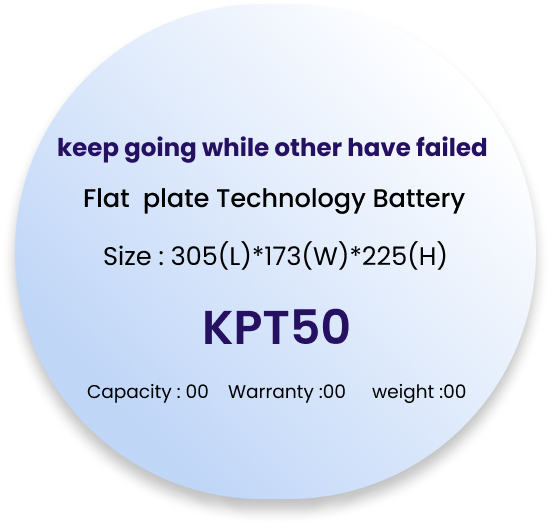 keep going while other have failed
Flat plate Technology Battery
Size : 305(L)*173(W)*225(H)
KPT50
Capacity : 00 Warranty :00 weight :00